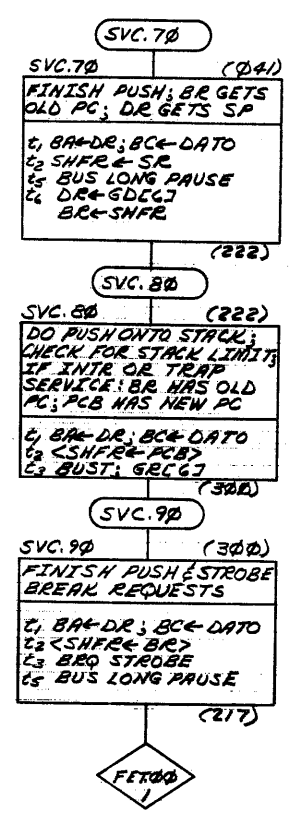 SVC.7Ø
SVC.7Ø (Ø41)
FINISH PUSH; BR GETS
OLD PC; DR GETS SP
t1 BA←DR; BC←DATO
t2 SHFR←SR
t5 BUS LONG PAUSE
t6 DR←GD[6]
BR←SHFR
(222)
SVC.8Ø
SVC.8Ø (222)
DO PUSH ONTO STACK;
CHECK FOR STACK LIMIT;
IF INTR OR TRAP
SERVICE: BR HAS OLD
PC; PCB HAS NEW PC
t1 BA←DR; BC←DATO
t2 <SHFR←PCB>
t3 BUST: GRC[6]
(3ØØ)
SVC.9Ø
SVC.9Ø (3ØØ)
FINISH PUSH & STROBE
BREAK REQUESTS
t1 BA←DR; BC←DATO
t2 <SHFR←BR>
t3 BRQ STROBE
t5 BUS LONG PAUSE
(217)
FET.ØØ
1